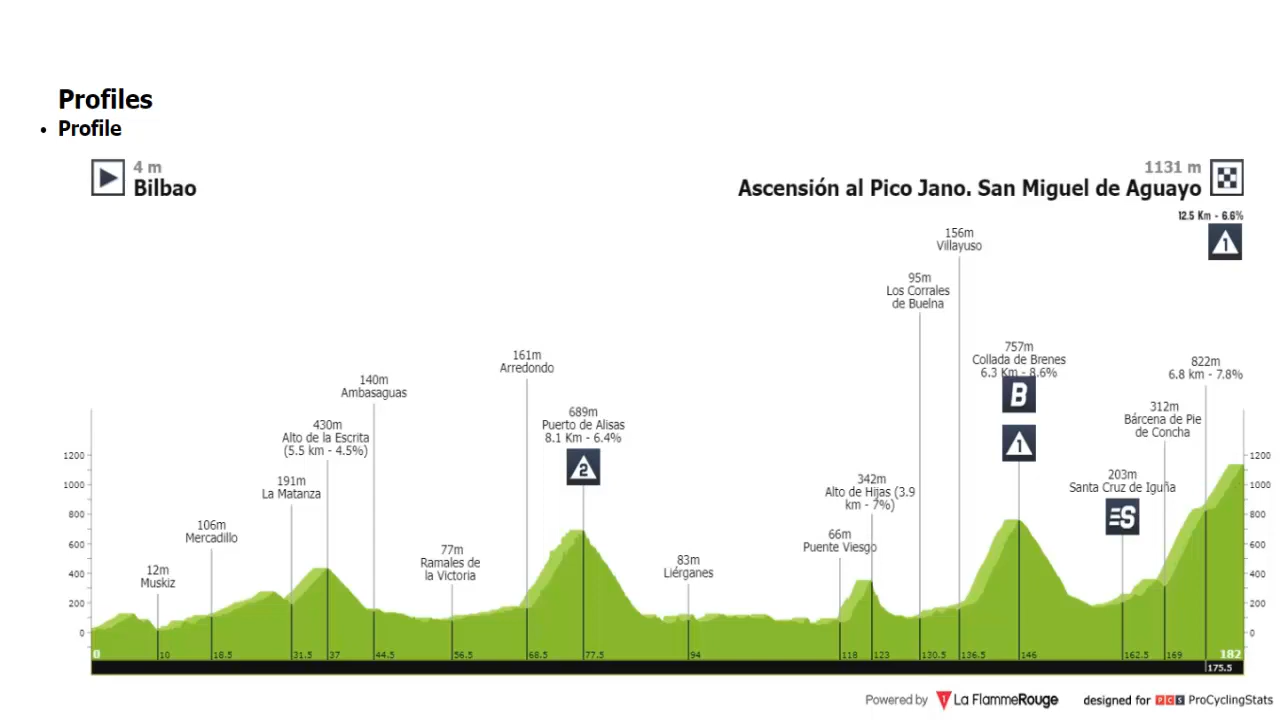 Profiles
• Profile
4 m
Bilbao
1131 m
Ascensión al Pico Jano. San Miguel de Aguayo
12.5 Km - 6.6%
1
156m
Villayuso
95m
Los Corrales
de Buelna
757m
Collada de Brenes
6.3 Km - 8.6%
B
1
161m
Arredondo
822m
6.8 km - 7.8%
140m
Ambasaguas
689m
Puerto de Alisas
8.1 Km - 6.4%
2
312m
Bárcena de Pie
de Concha
430m
Alto de la Escrita
(5.5 km - 4.5%)
203m
Santa Cruz de Iguña
S
191m
La Matanza
342m
Alto de Hijas (3.9
km - 7%)
106m
Mercadillo
66m
Puente Viesgo
77m
Ramales de
la Victoria
83m
Liérganes
12m
Muskiz
1200
1000
800
600
400
200
0
1200
1000
800
600
400
200
0
0 10 18.5 31.5 37 44.5 56.5 68.5 77.5 94 118 123 130.5 136.5 146 162.5 169 182
175.5
Powered by La FlammeRouge designed for PCS ProCyclingStats